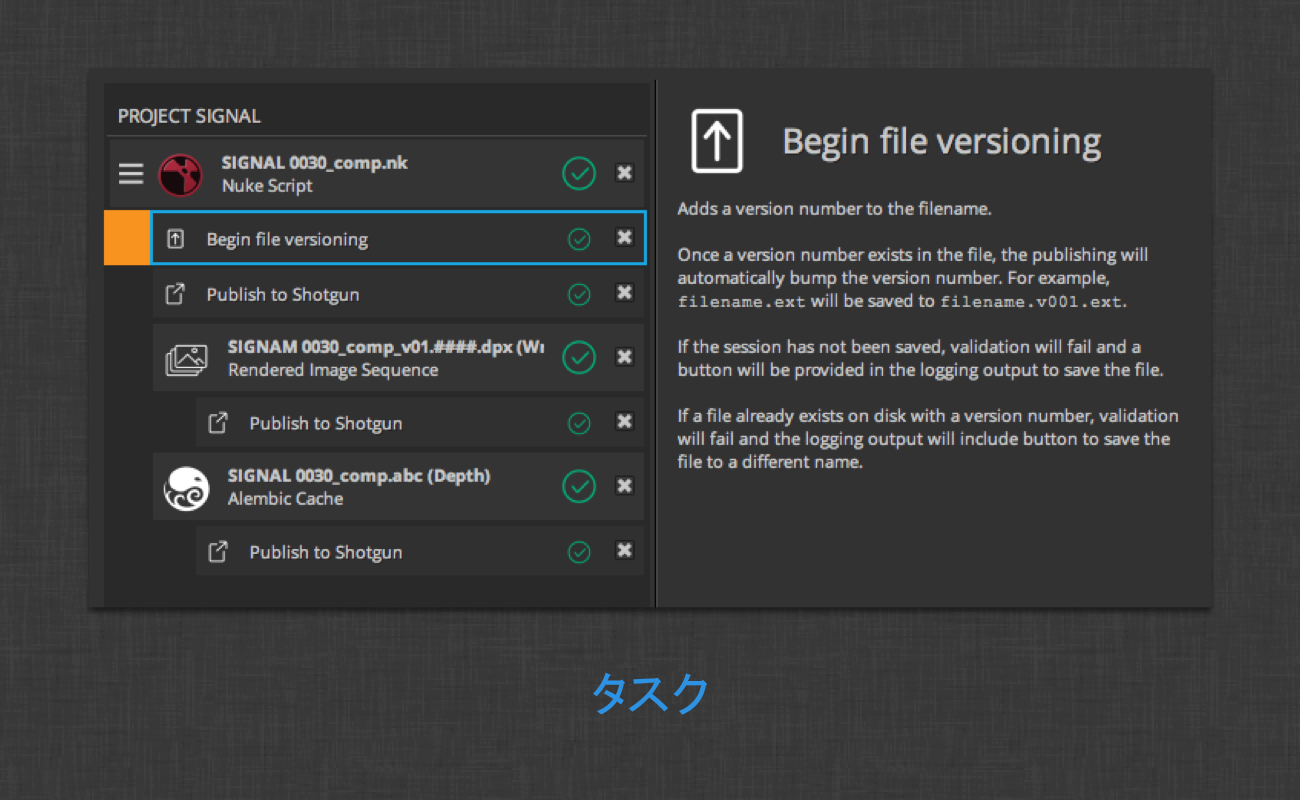 PROJECT SIGNAL
SIGNAL 0030_comp.nk
Nuke Script
Begin file versioning
Publish to Shotgun
SIGNAM 0030_comp_v01.####.dpx (Wr
Rendered Image Sequence
Publish to Shotgun
SIGNAL 0030_comp.abc (Depth)
Alembic Cache
Publish to Shotgun
Begin file versioning
Adds a version number to the filename.
Once a version number exists in the file, the publishing will
automatically bump the version number. For example,
filename.ext will be saved to filename.v001.ext.
If the session has not been saved, validation will fail and a
button will be provided in the logging output to save the file.
If a file already exists on disk with a version number, validation
will fail and the logging output will include button to save the
file to a different name.
タスク